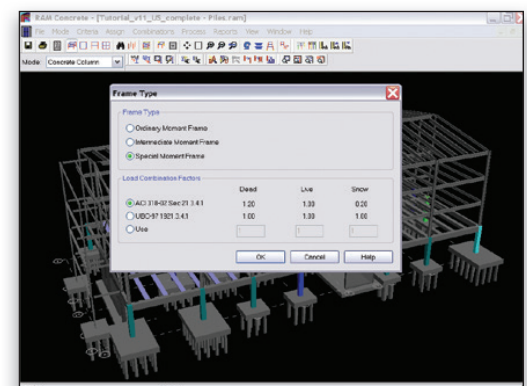 RAM Concrete - [Tutorial_v11_US_complete - Piles.ram]
File Mode Criteria Assign Combinations Process Reports View Window Help
Mode: Concrete Column
Frame Type
Frame Type
Ordinary Moment Frame
Intermediate Moment Frame
Special Moment Frame
Load Combination Factors
Dead Live Snow
ACI 318-02 Sec 21.3.4.1 1.20 1.00 0.20
UBC-97 1921.3.4.1 1.00 1.00 1.00
Use
OK Cancel Help